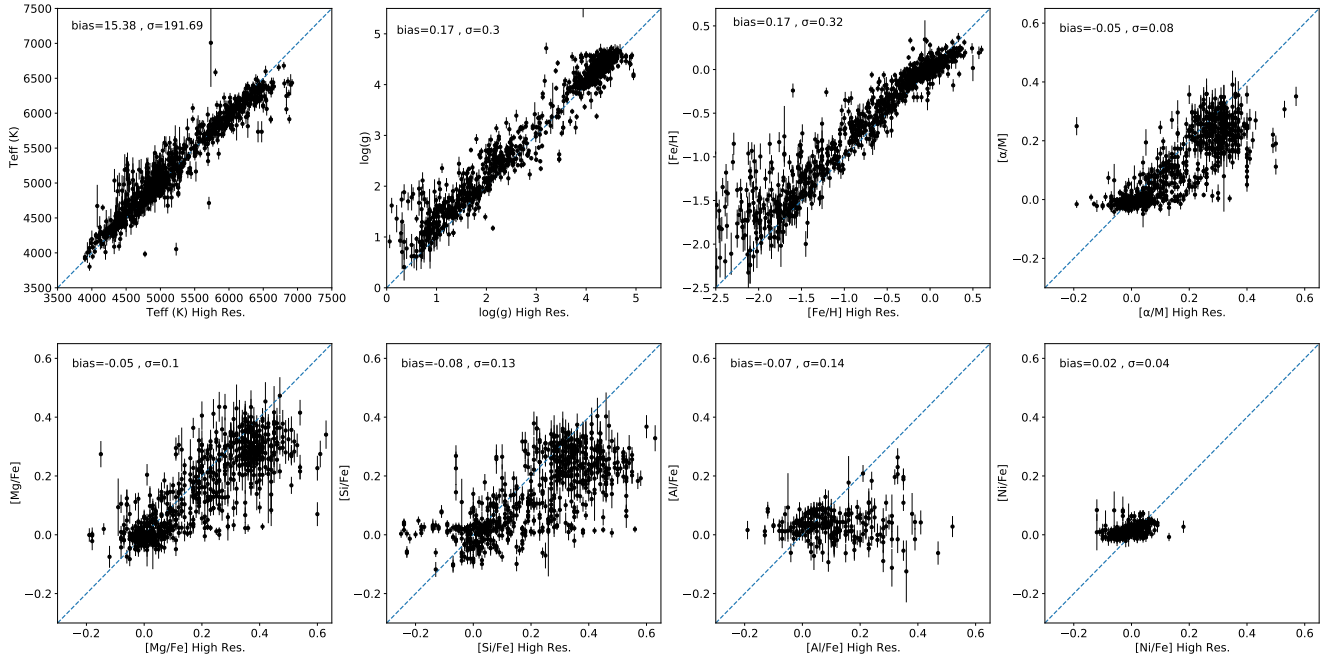 bias=15.38 , σ=191.69
7500
7000
6500
6000
5500
5000
4500
4000
3500
Teff (K)
3500 4000 4500 5000 5500 6000 6500 7000 7500
Teff (K) High Res.
bias=0.17 , σ=0.3
5
4
3
2
1
0
log(g)
0 1 2 3 4 5
log(g) High Res.
bias=0.17 , σ=0.32
0.5
0.0
−0.5
−1.0
−1.5
−2.0
−2.5
[Fe/H]
−2.5 −2.0 −1.5 −1.0 −0.5 0.0 0.5
[Fe/H] High Res.
bias=-0.05 , σ=0.08
0.6
0.4
0.2
0.0
−0.2
[α/M]
−0.2 0.0 0.2 0.4 0.6
[α/M] High Res.
bias=-0.05 , σ=0.1
0.6
0.4
0.2
0.0
−0.2
[Mg/Fe]
−0.2 0.0 0.2 0.4 0.6
[Mg/Fe] High Res.
bias=-0.08 , σ=0.13
0.6
0.4
0.2
0.0
−0.2
[Si/Fe]
−0.2 0.0 0.2 0.4 0.6
[Si/Fe] High Res.
bias=-0.07 , σ=0.14
0.6
0.4
0.2
0.0
−0.2
[Al/Fe]
−0.2 0.0 0.2 0.4 0.6
[Al/Fe] High Res.
bias=0.02 , σ=0.04
0.6
0.4
0.2
0.0
−0.2
[Ni/Fe]
−0.2 0.0 0.2 0.4 0.6
[Ni/Fe] High Res.